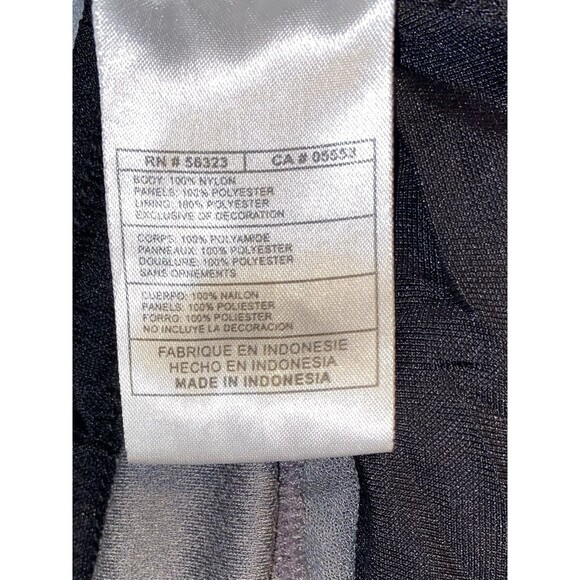 RN # 56323 CA # 05553
BODY: 100% NYLON
PANELS: 100% POLYESTER
LINING: 100% POLYESTER
EXCLUSIVE OF DECORATION
CORPS: 100% POLYAMIDE
PANNEAUX: 100% POLYESTER
DOUBLURE: 100% POLYESTER
SANS ORNEMENTS
CUERPO: 100% NAILON
PANELS: 100% POLIESTER
FORRO: 100% POLIESTER
NO INCLUYE LA DECORACION
FABRIQUE EN INDONESIE
HECHO EN INDONESIA
MADE IN INDONESIA